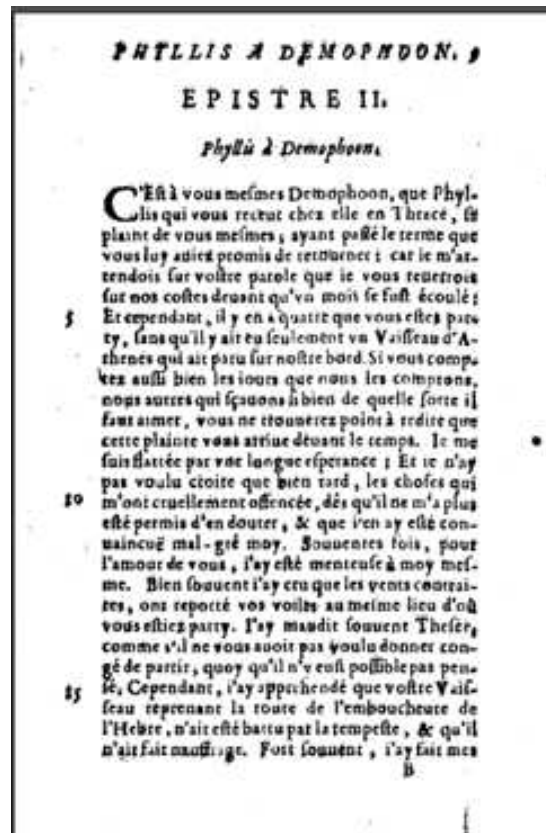 PHYLLIS A DEMOPHOON. 9
EPISTRE II.
Phyllis à Demophoon.
C'Est à vous mesmes Demophoon, que Phyl-
lis qui vous receut chez elle en Thrace, se
plaint de vous mesmes, ayant passé le terme que
vous luy auiez promis de retourner : car ie m'at-
tendois sur vostre parole que ie vous reuerrois
sur nos costes deuant qu'vn mois se fust écoulé ;
5 Et cependant, il y en a quatre que vous estes par-
ty, sans qu'il y ait eu seulement vn Vaisseau d'A-
thenes qui ait paru sur nostre bord. Si vous comp-
tez aussi bien les iours que nous les comptons,
nous autres qui sçauons si bien de quelle sorte il
faut aimer, vous ne trouuerez point à redire que
cette plainte vous arriue deuant le temps. Ie me
suis flattée par vne longue esperance ; Et ie n'ay
pas voulu croire que bien tard, les choses qui
10 m'ont cruellement offencée, dés qu'il ne m'a plus
esté permis d'en douter, & que i'en ay esté con-
uaincuë mal-gré moy. Souuentes fois, pour
l'amour de vous, i'ay esté menteuse à moy mes-
me. Bien souuent i'ay cru que les vents contrai-
res, ont reporté vos voiles au mesme lieu d'où
vous estiez party. I'ay maudit souuent Thesée,
comme s'il ne vous auoit pas voulu donner con-
gé de partir, quoy qu'il n'y eust possible pas pen-
15 sé. Cependant, i'ay apprehendé que vostre Vais-
seau reprenant la route de l'emboucheure de
l'Hebre, n'ait esté battu par la tempeste, & qu'il
n'ait fait nauffrage. Fort souuent, i'ay fait mes
B